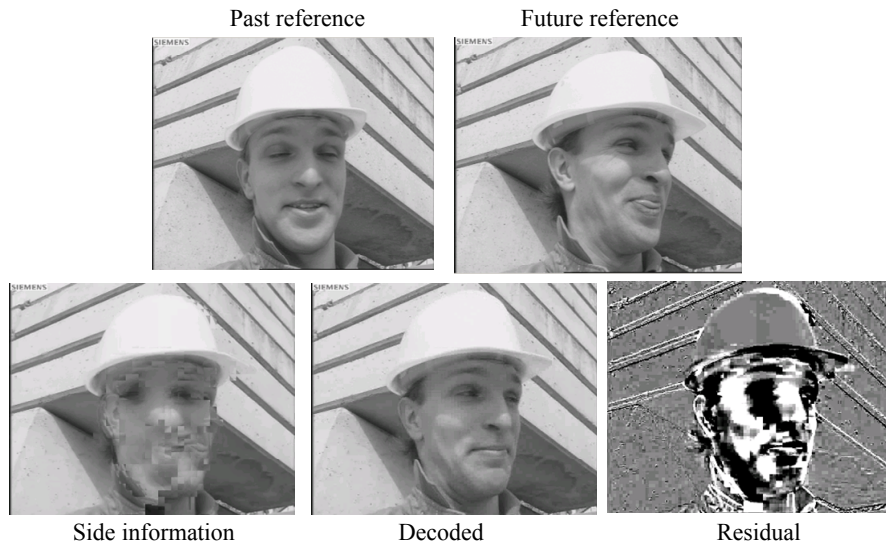 Past reference
Future reference
SIEMENS
SIEMENS
SIEMENS
SIEMENS
Side information
Decoded
Residual